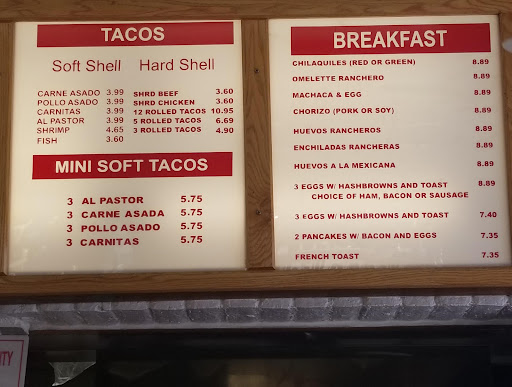 TACOS
Soft Shell Hard Shell
CARNE ASADO 3.99 SHRD BEEF 3.60
POLLO ASADO 3.99 SHRD CHICKEN 3.60
CARNITAS 3.99 12 ROLLED TACOS 10.95
AL PASTOR 3.99 5 ROLLED TACOS 6.69
SHRIMP 4.65 3 ROLLED TACOS 4.90
FISH 3.60
MINI SOFT TACOS
3 AL PASTOR 5.75
3 CARNE ASADA 5.75
3 POLLO ASADO 5.75
3 CARNITAS 5.75
BREAKFAST
CHILAQUILES (RED OR GREEN) 8.89
OMELETTE RANCHERO 8.89
MACHACA & EGG 8.89
CHORIZO (PORK OR SOY) 8.89
HUEVOS RANCHEROS 8.89
ENCHILADAS RANCHERAS 8.89
HUEVOS A LA MEXICANA 8.89
3 EGGS W/ HASHBROWNS AND TOAST 8.89
CHOICE OF HAM, BACON OR SAUSAGE
3 EGGS W/ HASHBROWNS AND TOAST 7.40
2 PANCAKES W/ BACON AND EGGS 7.35
FRENCH TOAST 7.35